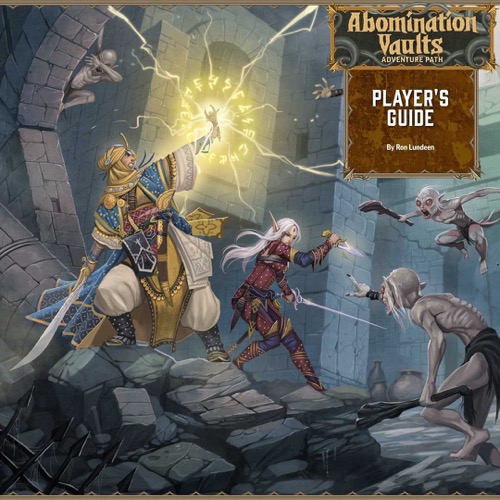 Abomination
Vaults
ADVENTURE PATH
PLAYER'S
GUIDE
By Ron Lundeen